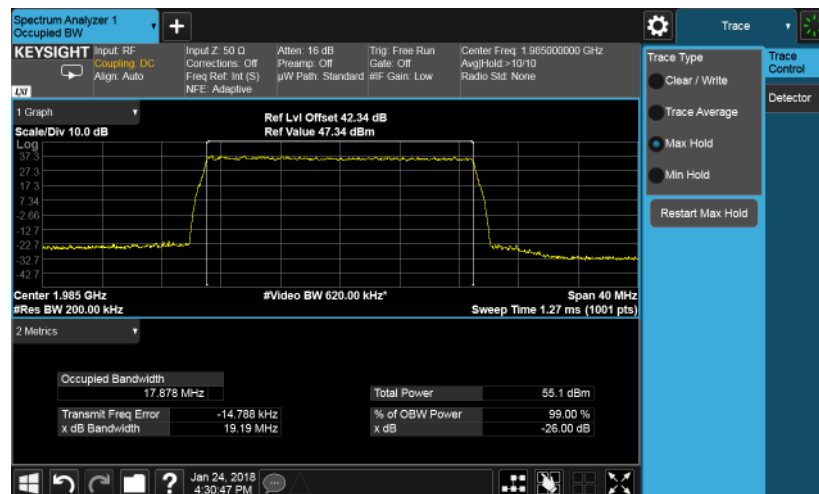 Spectrum Analyzer 1
Occupied BW
+
Trace
KEYSIGHT
Input: RF
Coupling: DC
Align: Auto
Input Z: 50 Ω
Corrections: Off
Freq Ref: Int (S)
NFE: Adaptive
Atten: 16 dB
Preamp: Off
µW Path: Standard
Trig: Free Run
Gate: Off
#IF Gain: Low
Center Freq: 1.985000000 GHz
Avg|Hold:>10/10
Radio Std: None
LXI
Trace Type
Clear / Write
Trace Average
Max Hold
Min Hold
Restart Max Hold
Trace
Control
Detector
1 Graph
Scale/Div 10.0 dB
Ref Lvl Offset 42.34 dB
Ref Value 47.34 dBm
Log
37.3
27.3
17.3
7.34
-2.66
-12.7
-22.7
-32.7
-42.7
Center 1.985 GHz
#Res BW 200.00 kHz
#Video BW 620.00 kHz*
Span 40 MHz
Sweep Time 1.27 ms (1001 pts)
2 Metrics
Occupied Bandwidth
17.878 MHz
Total Power 55.1 dBm
Transmit Freq Error -14.788 kHz
% of OBW Power 99.00 %
x dB Bandwidth 19.19 MHz
x dB -26.00 dB
?
Jan 24, 2018
4:30:47 PM